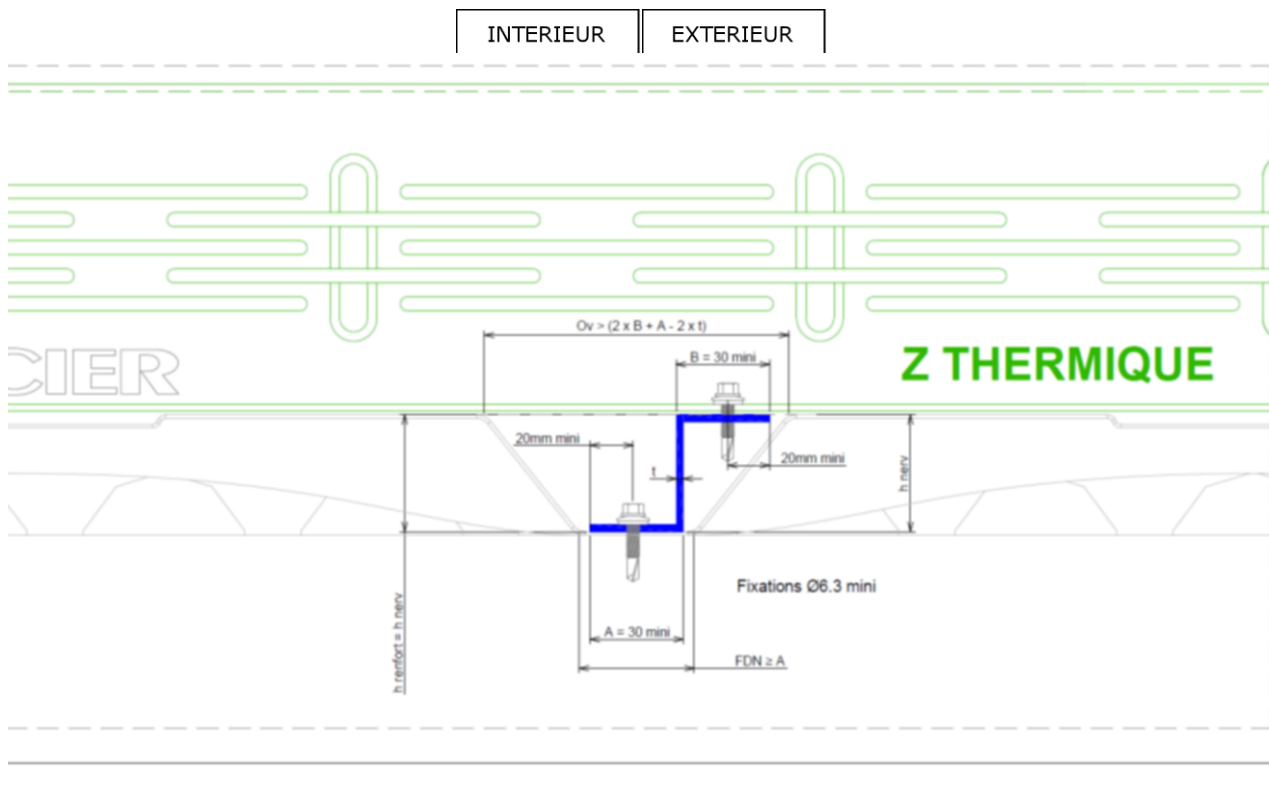 INTERIEUR
EXTERIEUR
Ov > (2 x B + A - 2 x t)
B = 30 mini
CIER
Z THERMIQUE
20mm mini
t
20mm mini
h nerv
Fixations Ø6.3 mini
h renfort = h nerv
A = 30 mini
FDN ≥ A